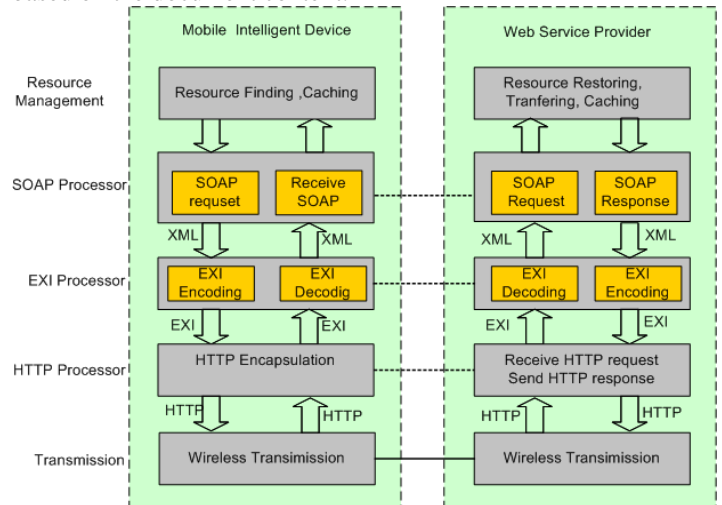 Mobile Intelligent Device
Web Service Provider
Resource
Management
Resource Finding ,Caching
Resource Restoring,
Tranfering, Caching
SOAP Processor
SOAP
requset
Receive
SOAP
SOAP
Request
SOAP
Response
XML
XML
XML
XML
EXI Processor
EXI
Encoding
EXI
Decodig
EXI
Decoding
EXI
Encoding
EXI
EXI
EXI
EXI
HTTP Processor
HTTP Encapsulation
Receive HTTP request
Send HTTP response
HTTP
HTTP
HTTP
HTTP
Transmission
Wireless Transimission
Wireless Transimission